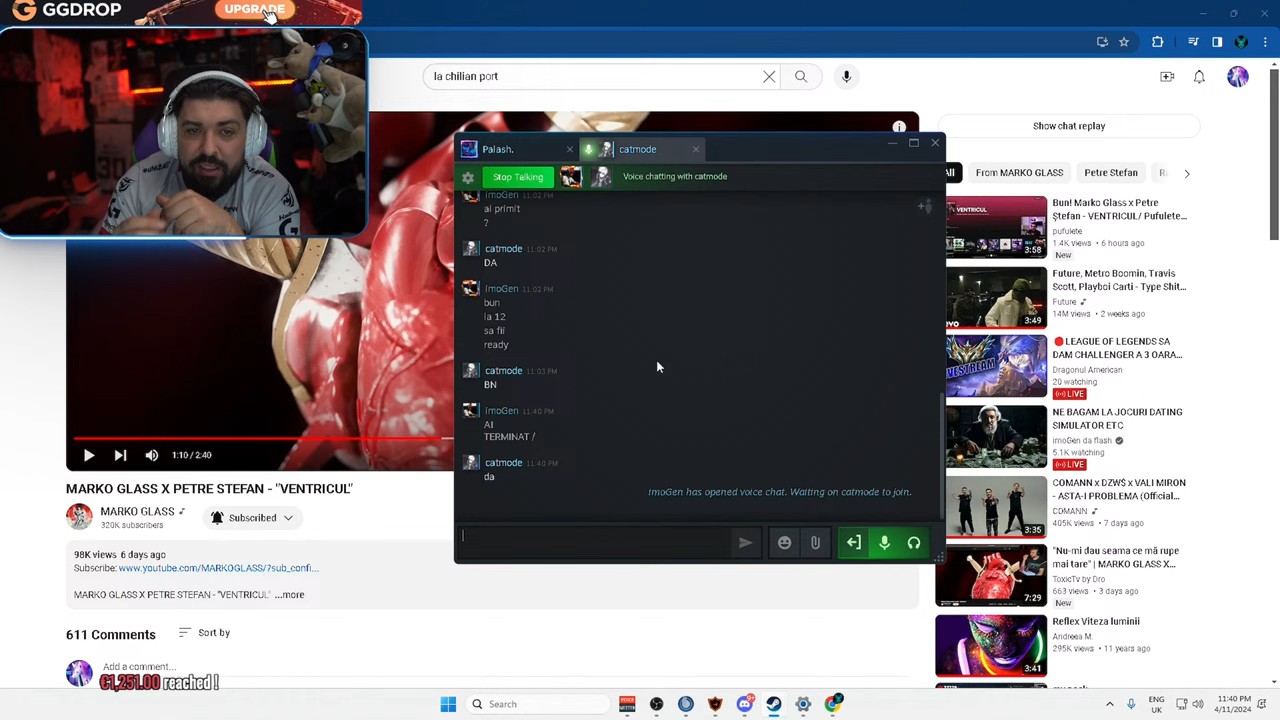 GGDROP
UPGRADE
la chilian port
Show chat replay
From MARKO GLASS
Petre Stefan
Palash.
catmode
Stop Talking
Voice chatting with catmode
imoGen 11:02 PM
ai primit
?
catmode 11:02 PM
DA
imoGen 11:02 PM
bun
la 12
sa fii
ready
catmode 11:03 PM
BN
imoGen 11:40 PM
AI
TERMINAT /
catmode 11:40 PM
da
imoGen has opened voice chat. Waiting on catmode to join.
1:10 / 2:40
MARKO GLASS X PETRE STEFAN - "VENTRICUL"
MARKO GLASS
320K subscribers
Subscribed
98K views 6 days ago
Subscribe: www.youtube.com/MARKOGLASS/?sub_confi...
MARKO GLASS X PETRE STEFAN - "VENTRICUL" ...more
611 Comments
Sort by
Add a comment...
€1,251.00 reached !
VENTRICUL
3:58
Bun! Marko Glass x Petre
Ștefan - VENTRICUL/ Pufulete...
pufulete
1.4K views • 6 hours ago
New
3:49
Future, Metro Boomin, Travis
Scott, Playboi Carti - Type Shit...
Future
14M views • 2 weeks ago
LIVESTREAM
LEAGUE OF LEGENDS SA
DAM CHALLENGER A 3 OARA...
Dragonul American
20 watching
LIVE
NE BAGAM LA JOCURI DATING
SIMULATOR ETC
imoGen da flash
5.1K watching
LIVE
3:35
COMANN x DZW$ x VALI MIRON
- ASTA-I PROBLEMA (Official...
COMANN
405K views • 7 days ago
7:29
"Nu-mi dau seama ce mă rupe
mai tare" | MARKO GLASS X...
ToxicTv by Dro
663 views • 3 days ago
New
3:41
Reflex Viteza luminii
Andreea M.
295K views • 11 years ago
Search
ENG
UK
11:40 PM
4/11/2024